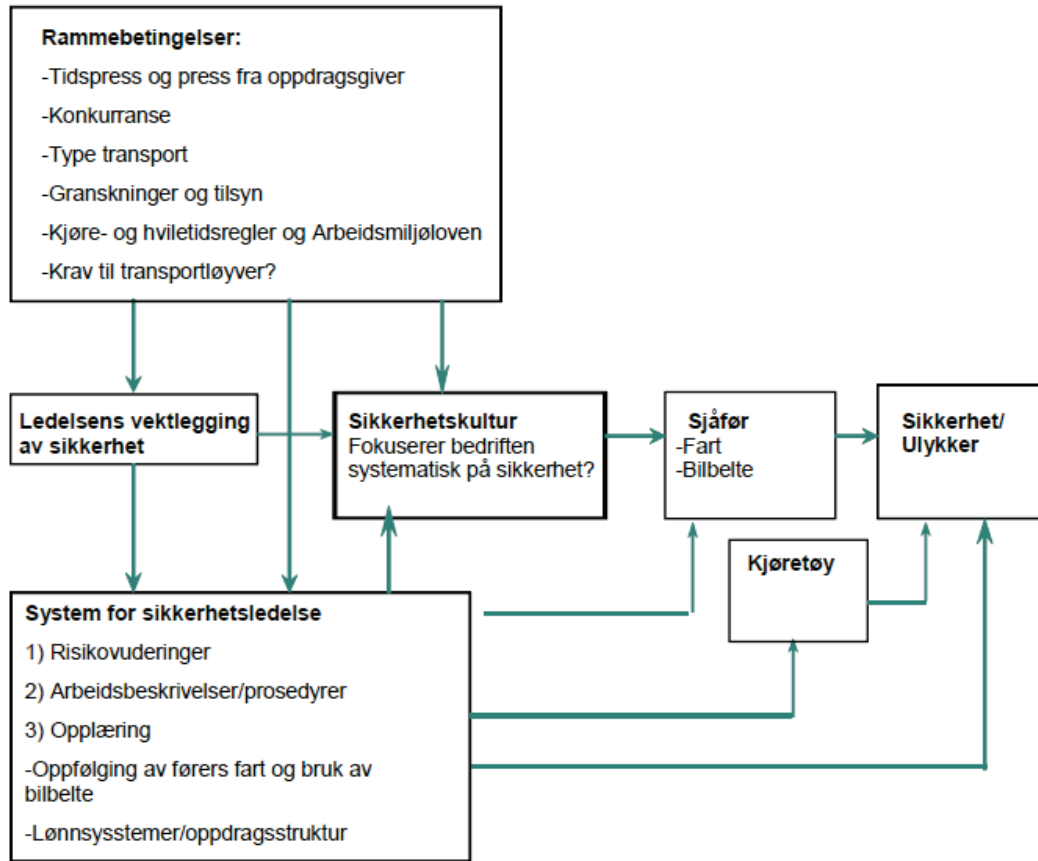 Rammebetingelser:
-Tidspress og press fra oppdragsgiver
-Konkurranse
-Type transport
-Granskninger og tilsyn
-Kjøre- og hviletidsregler og Arbeidsmiljøloven
-Krav til transportløyver?
Ledelsens vektlegging
av sikkerhet
Sikkerhetskultur
Fokuserer bedriften
systematisk på sikkerhet?
Sjåfør
-Fart
-Bilbelte
Sikkerhet/
Ulykker
Kjøretøy
System for sikkerhetsledelse
1) Risikovuderinger
2) Arbeidsbeskrivelser/prosedyrer
3) Opplæring
-Oppfølging av førers fart og bruk av
bilbelte
-Lønnsysstemer/oppdragsstruktur